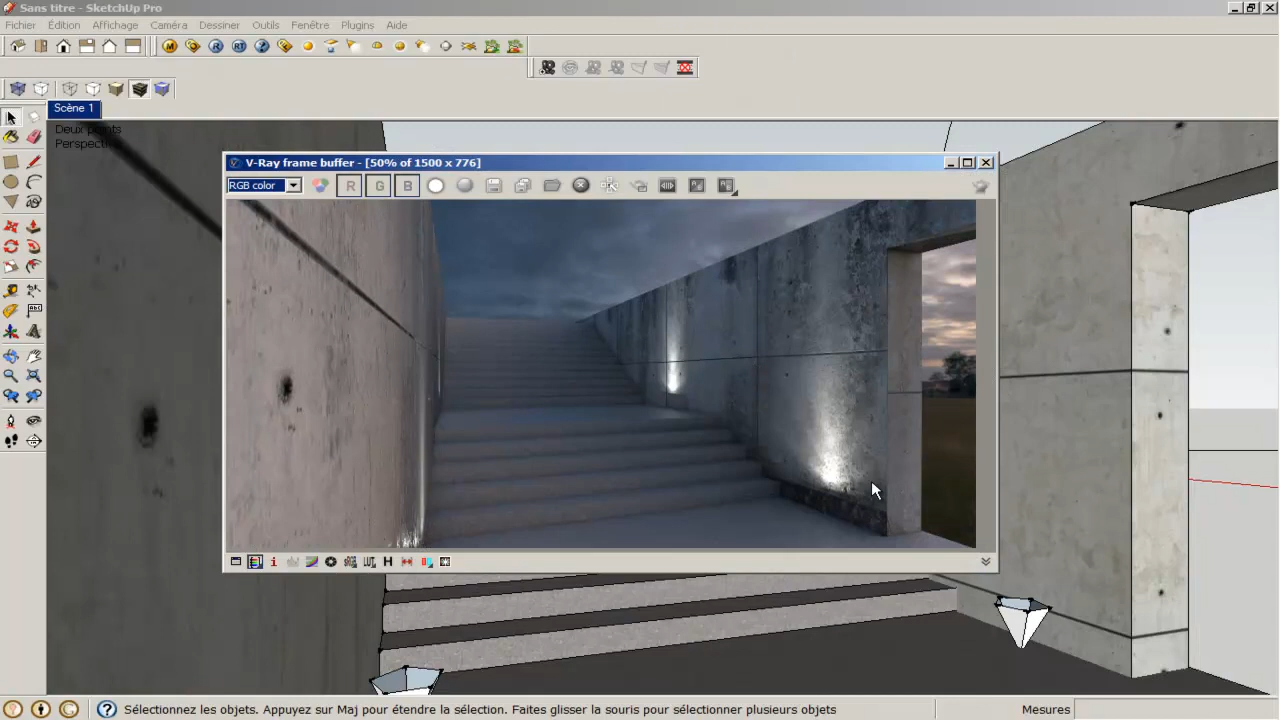 Sans titre - SketchUp Pro
Fichier Édition Affichage Caméra Dessiner Outils Fenêtre Plugins Aide
M R RT
Scène 1
Deux points
Perspective
V-Ray frame buffer - [50% of 1500 x 776]
RGB color R G B
i LUT H
Sélectionnez les objets. Appuyez sur Maj pour étendre la sélection. Faites glisser la souris pour sélectionner plusieurs objets
Mesures